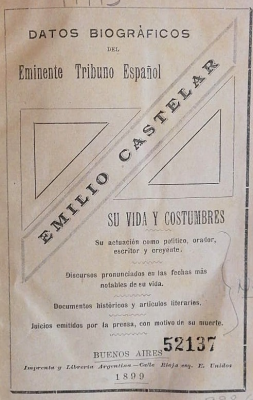 DATOS BIOGRÁFICOS
DEL
Eminente Tribuno Español
EMILIO CASTELAR
SU VIDA Y COSTUMBRES
Su actuación como político, orador,
escritor y creyente.
Discursos pronunciados en las fechas más
notables de su vida.
Documentos históricos y artículos literarios.
Juicios emitidos por la prensa, con motivo de su muerte.
BUENOS AIRES
52137
Imprenta y Librería Argentina—Calle Rioja esq. E. Unidos
1899